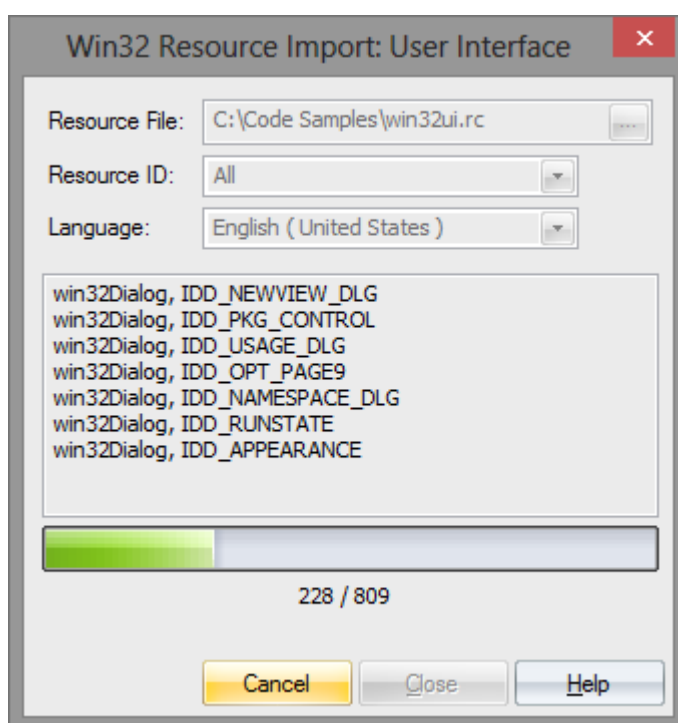 Win32 Resource Import: User Interface
Resource File: C:\Code Samples\win32ui.rc ...
Resource ID: All
Language: English ( United States )
win32Dialog, IDD_NEWVIEW_DLG
win32Dialog, IDD_PKG_CONTROL
win32Dialog, IDD_USAGE_DLG
win32Dialog, IDD_OPT_PAGE9
win32Dialog, IDD_NAMESPACE_DLG
win32Dialog, IDD_RUNSTATE
win32Dialog, IDD_APPEARANCE
228 / 809
Cancel Close Help